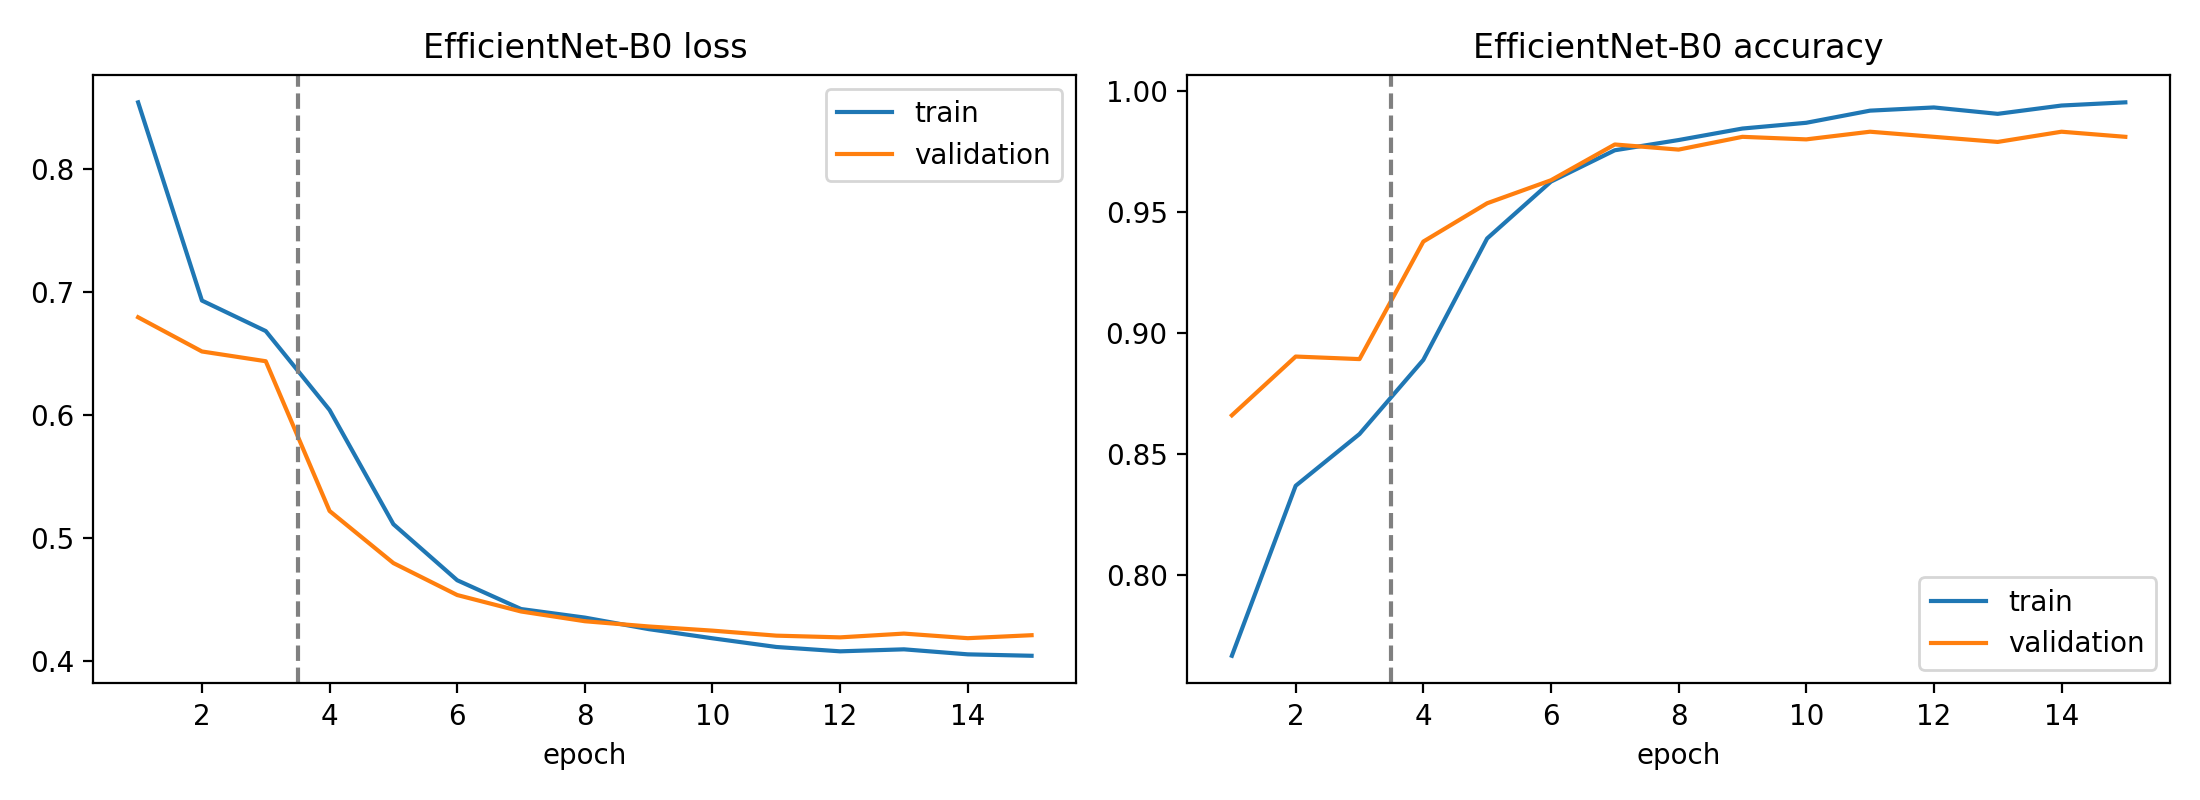 EfficientNet-B0 loss
0.8
0.7
0.6
0.5
0.4
train
validation
2 4 6 8 10 12 14
epoch
EfficientNet-B0 accuracy
1.00
0.95
0.90
0.85
0.80
train
validation
2 4 6 8 10 12 14
epoch